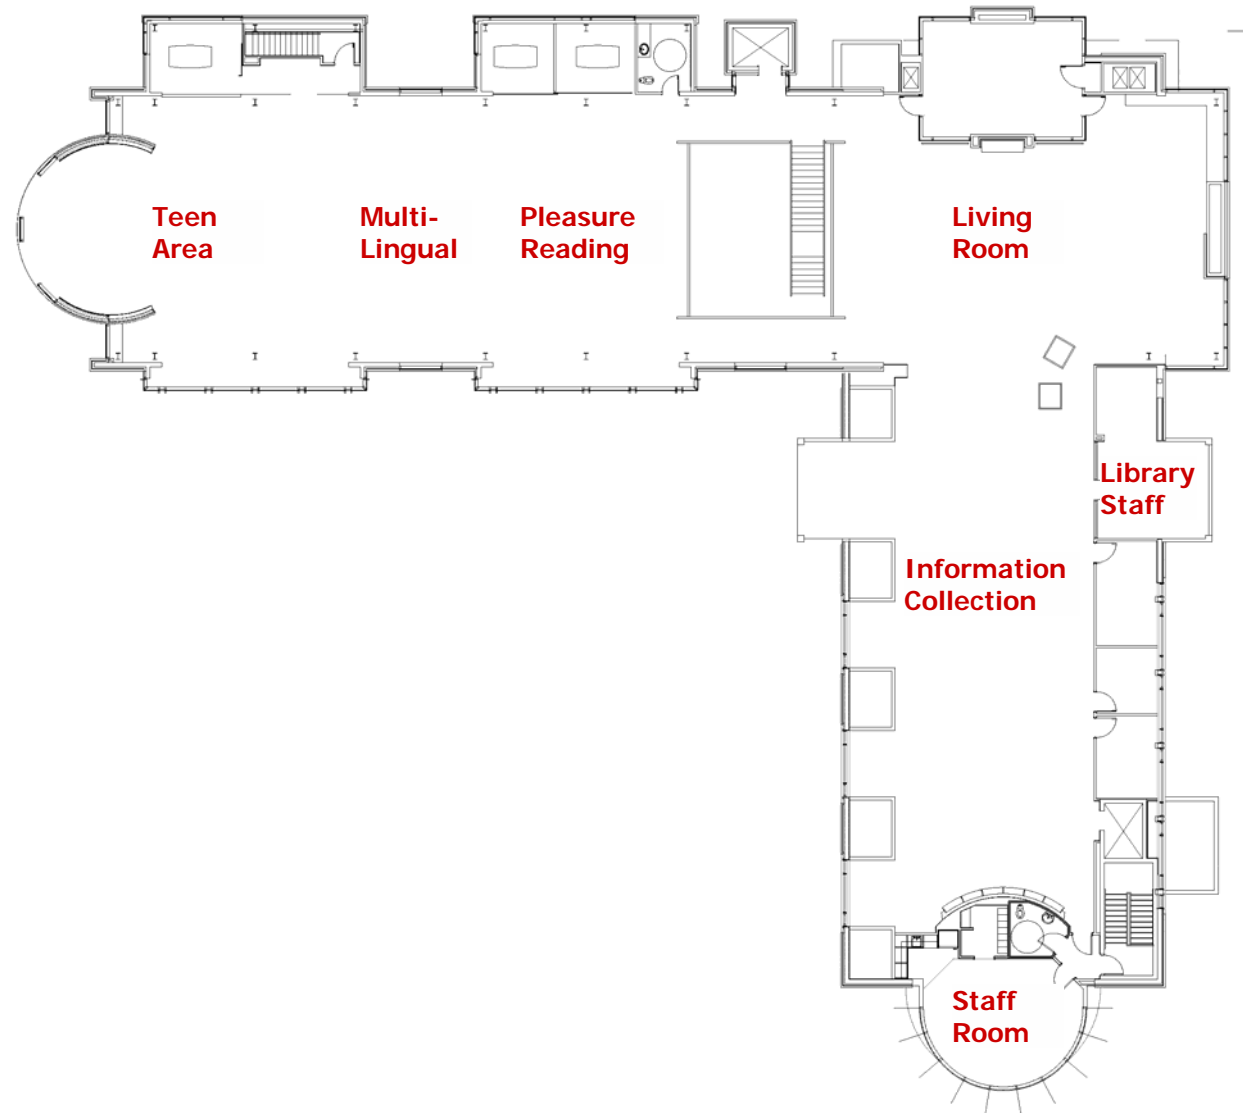 Teen
Area
Multi-
Lingual
Pleasure
Reading
Living
Room
Library
Staff
Information
Collection
Staff
Room